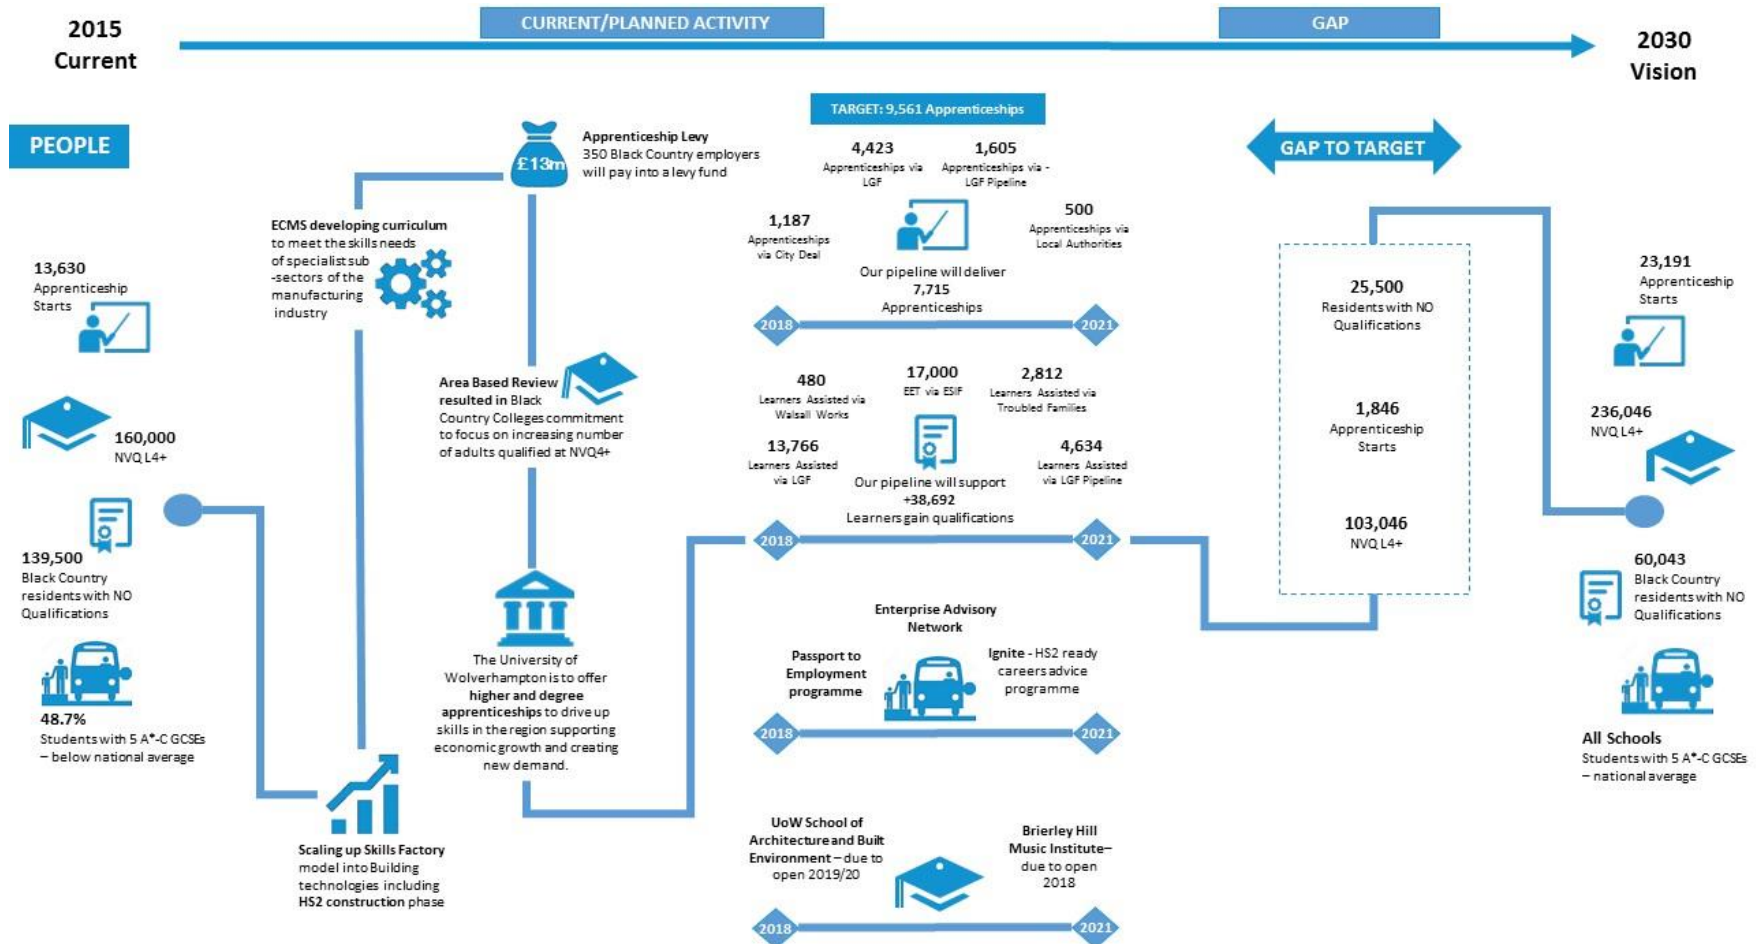 2015
Current
CURRENT/PLANNED ACTIVITY
GAP
2030
Vision
PEOPLE
13,630
Apprenticeship
Starts
160,000
NVQ L4+
139,500
Black Country
residents with NO
Qualifications
48.7%
Students with 5 A*-C GCSEs
– below national average
ECMS developing curriculum
to meet the skills needs
of specialist sub
-sectors of the
manufacturing
industry
Scaling up Skills Factory
model into Building
technologies including
HS2 construction phase
£13m
Apprenticeship Levy
350 Black Country employers
will pay into a levy fund
Area Based Review
resulted in Black
Country Colleges commitment
to focus on increasing number
of adults qualified at NVQ4+
The University of
Wolverhampton is to offer
higher and degree
apprenticeships to drive up
skills in the region supporting
economic growth and creating
new demand.
TARGET: 9,561 Apprenticeships
4,423
Apprenticeships via
LGF
1,605
Apprenticeships via -
LGF Pipeline
1,187
Apprenticeships
via City Deal
500
Apprenticeships via
Local Authorities
Our pipeline will deliver
7,715
Apprenticeships
2018
2021
480
Learners Assisted via
Walsall Works
17,000
EET via ESIF
2,812
Learners Assisted via
Troubled Families
13,766
Learners Assisted
via LGF
4,634
Learners Assisted
via LGF Pipeline
Our pipeline will support
+38,692
Learners gain qualifications
2018
2021
Enterprise Advisory
Network
Passport to
Employment
programme
Ignite - HS2 ready
careers advice
programme
2018
2021
UoW School of
Architecture and Built
Environment – due to
open 2019/20
Brierley Hill
Music Institute–
due to open
2018
2018
2021
GAP TO TARGET
25,500
Residents with NO
Qualifications
1,846
Apprenticeship
Starts
103,046
NVQ L4+
23,191
Apprenticeship
Starts
236,046
NVQ L4+
60,043
Black Country
residents with NO
Qualifications
All Schools
Students with 5 A*-C GCSEs
– national average